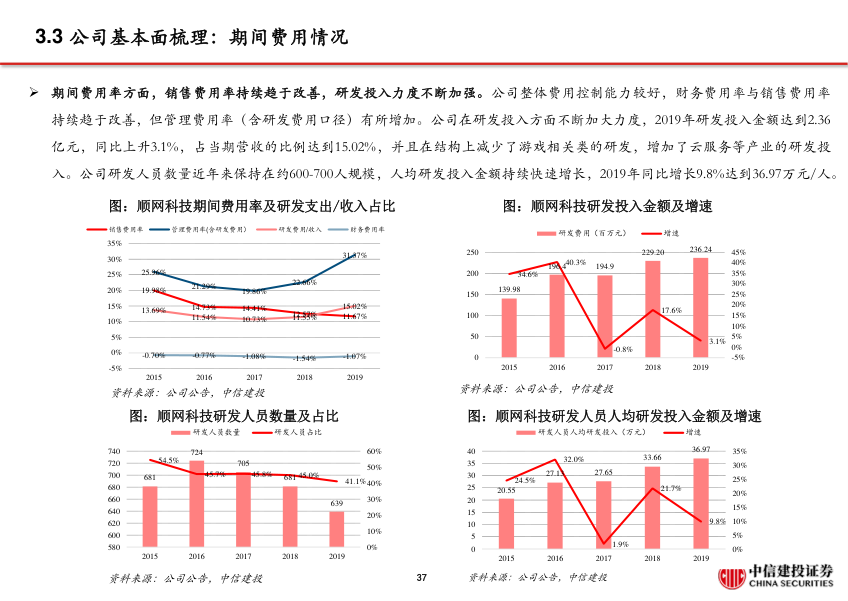 3.3 公司基本面梳理：期间费用情况
➢ 期间费用率方面，销售费用率持续趋于改善，研发投入力度不断加强。公司整体费用控制能力较好，财务费用率与销售费用率
持续趋于改善，但管理费用率（含研发费用口径）有所增加。公司在研发投入方面不断加大力度，2019年研发投入金额达到2.36
亿元，同比上升3.1%，占当期营收的比例达到15.02%，并且在结构上减少了游戏相关类的研发，增加了云服务等产业的研发投
入。公司研发人员数量近年来保持在约600-700人规模，人均研发投入金额持续快速增长，2019年同比增长9.8%达到36.97万元/人。
图：顺网科技期间费用率及研发支出/收入占比
销售费用率 管理费用率(含研发费用) 研发费用/收入 财务费用率
35%
30%
25%
20%
15%
10%
5%
0%
-5%
25.96% 21.29% 19.86% 22.66% 31.37%
19.98% 14.73% 14.41% 11.67%
13.69% 11.54% 10.73% 11.55% 15.02%
-0.70% -0.77% -1.08% -1.54% -1.07%
2015 2016 2017 2018 2019
资料来源：公司公告，中信建投
图：顺网科技研发投入金额及增速
研发费用（百万元） 增速
250
200
150
100
50
0
139.98 196.4 194.9 229.20 236.24
34.6% 40.3% -0.8% 17.6% 3.1%
45%
40%
35%
30%
25%
20%
15%
10%
5%
0%
-5%
2015 2016 2017 2018 2019
资料来源：公司公告，中信建投
图：顺网科技研发人员数量及占比
研发人员数量 研发人员占比
740
720
700
680
660
640
620
600
580
681 724 705 681 639
54.5% 45.7% 45.8% 45.0% 41.1%
60%
50%
40%
30%
20%
10%
0%
2015 2016 2017 2018 2019
资料来源：公司公告，中信建投
图：顺网科技研发人员人均研发投入金额及增速
研发人员人均研发投入（万元） 增速
40
35
30
25
20
15
10
5
0
20.55 27.13 27.65 33.66 36.97
24.5% 32.0% 1.9% 21.7% 9.8%
35%
30%
25%
20%
15%
10%
5%
0%
2015 2016 2017 2018 2019
资料来源：公司公告，中信建投
37
中信建投证券
CHINA SECURITIES